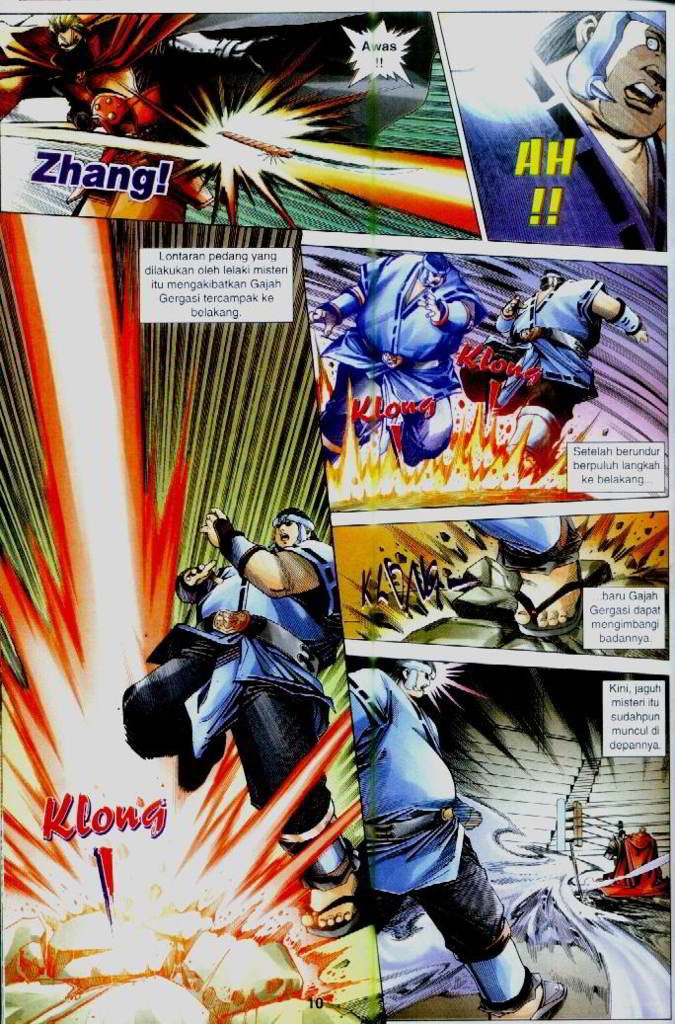 Awas
!!
Zhang!
AH
!!
Lontaran pedang yang
dilakukan oleh lelaki misteri
itu mengakibatkan Gajah
Gergasi tercampak ke
belakang.
Klong
!
Klong
!
Klong
!
Setelah berundur
berpuluh langkah
ke belakang...
KLANG
baru Gajah
Gergasi dapat
mengimbangi
badannya.
Kini, jaguh
misteri itu
sudahpun
muncul di
depannya.
10